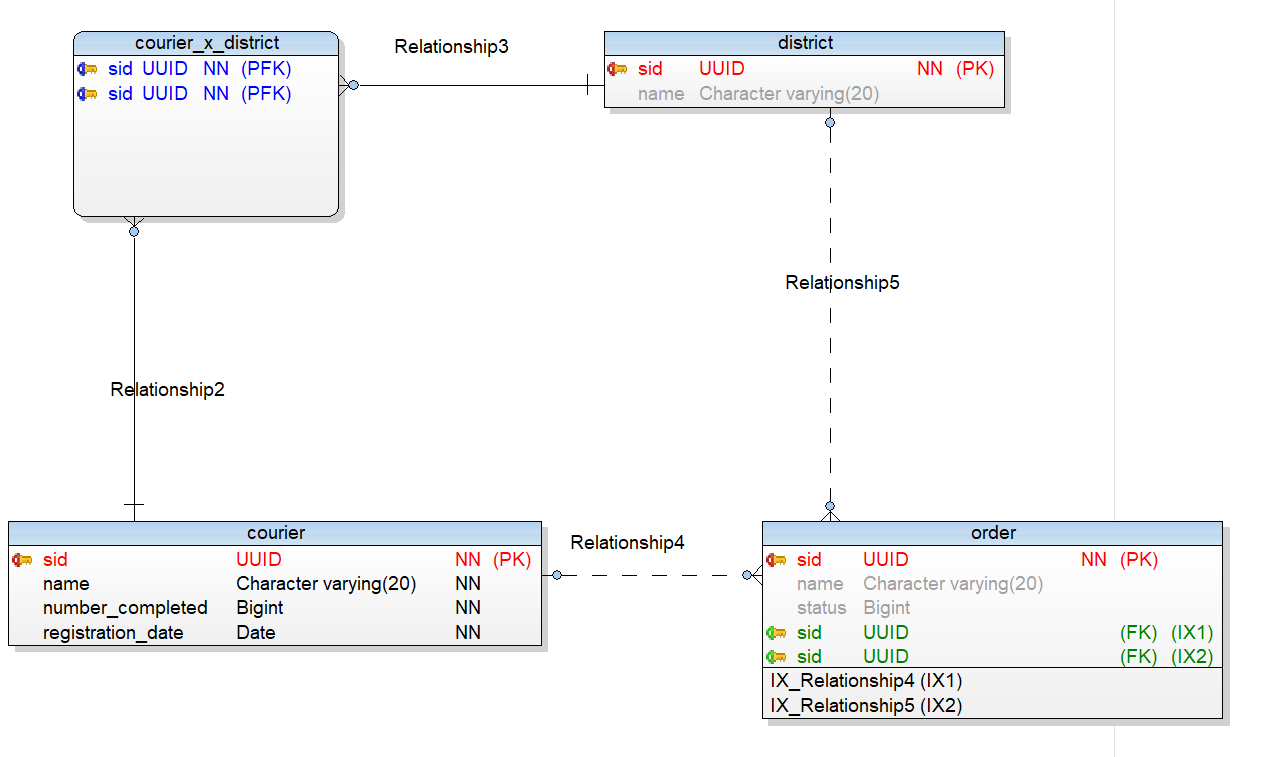 courier_x_district
sid UUID NN (PFK)
sid UUID NN (PFK)
Relationship3
district
sid UUID NN (PK)
name Character varying(20)
Relationship5
Relationship2
courier
sid UUID NN (PK)
name Character varying(20) NN
number_completed Bigint NN
registration_date Date NN
Relationship4
order
sid UUID NN (PK)
name Character varying(20)
status Bigint
sid UUID (FK) (IX1)
sid UUID (FK) (IX2)
IX_Relationship4 (IX1)
IX_Relationship5 (IX2)